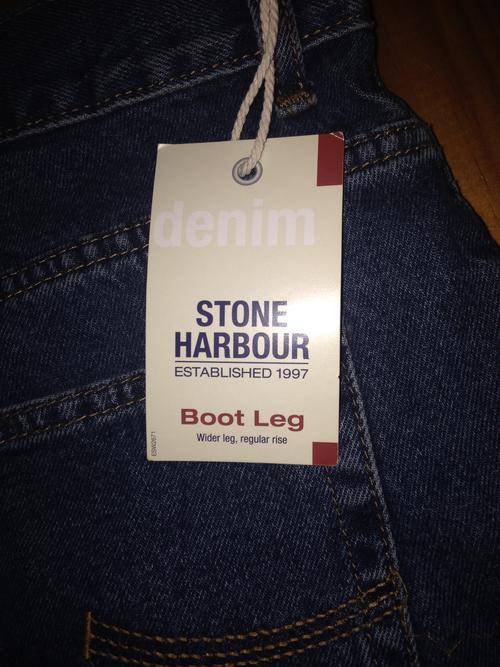 denim
STONE
HARBOUR
ESTABLISHED 1997
Boot Leg
Wider leg, regular rise